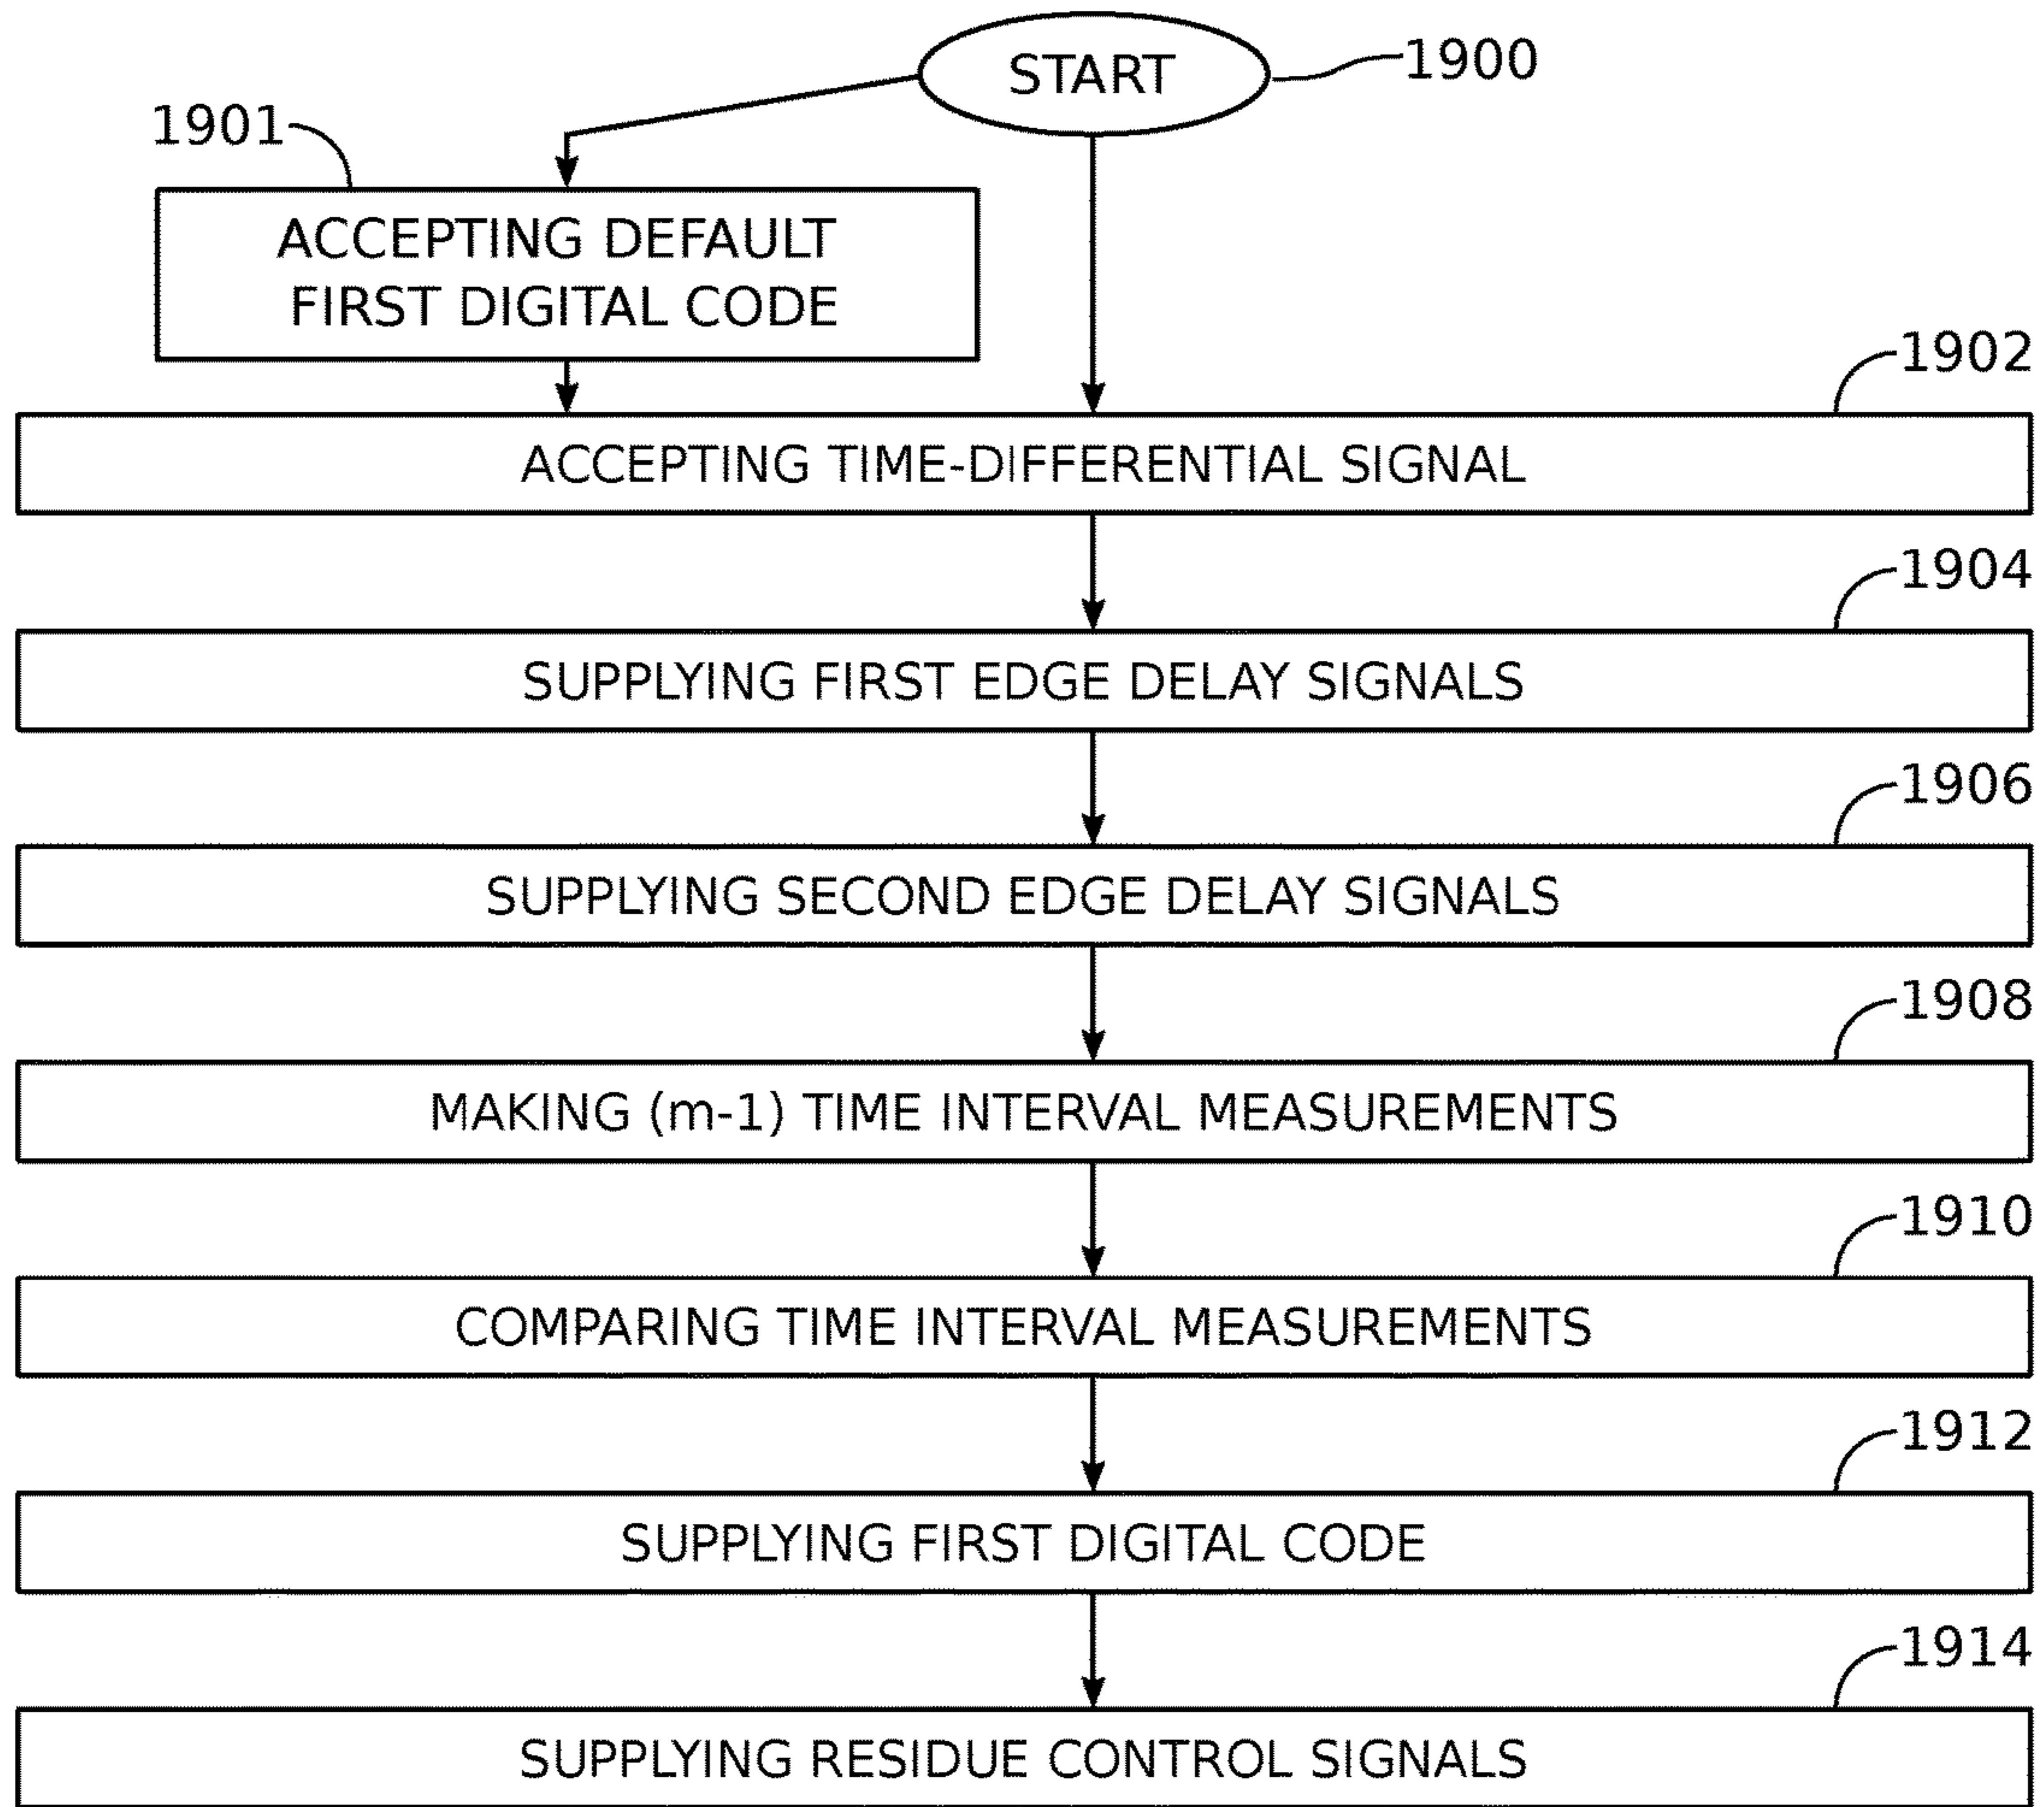 START
1900
1901
ACCEPTING DEFAULT
FIRST DIGITAL CODE
1902
ACCEPTING TIME-DIFFERENTIAL SIGNAL
1904
SUPPLYING FIRST EDGE DELAY SIGNALS
1906
SUPPLYING SECOND EDGE DELAY SIGNALS
1908
MAKING (m-1) TIME INTERVAL MEASUREMENTS
1910
COMPARING TIME INTERVAL MEASUREMENTS
1912
SUPPLYING FIRST DIGITAL CODE
1914
SUPPLYING RESIDUE CONTROL SIGNALS